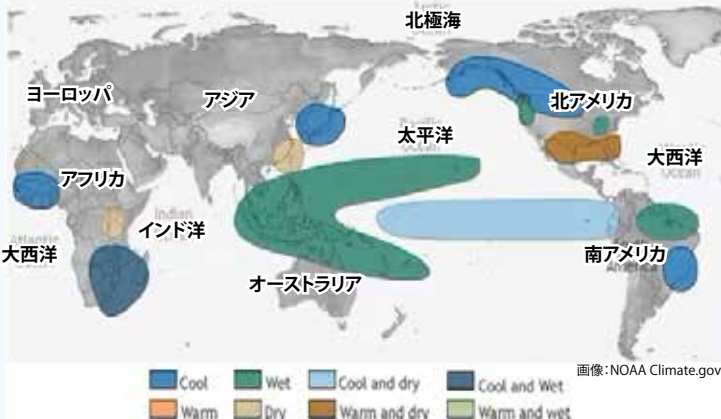 北極海
ヨーロッパ
アジア
北アメリカ
太平洋
大西洋
アフリカ
インド洋
大西洋
南アメリカ
オーストラリア
画像:NOAA Climate.gov
Cool
Wet
Cool and dry
Cool and Wet
Warm
Dry
Warm and dry
Warm and wet